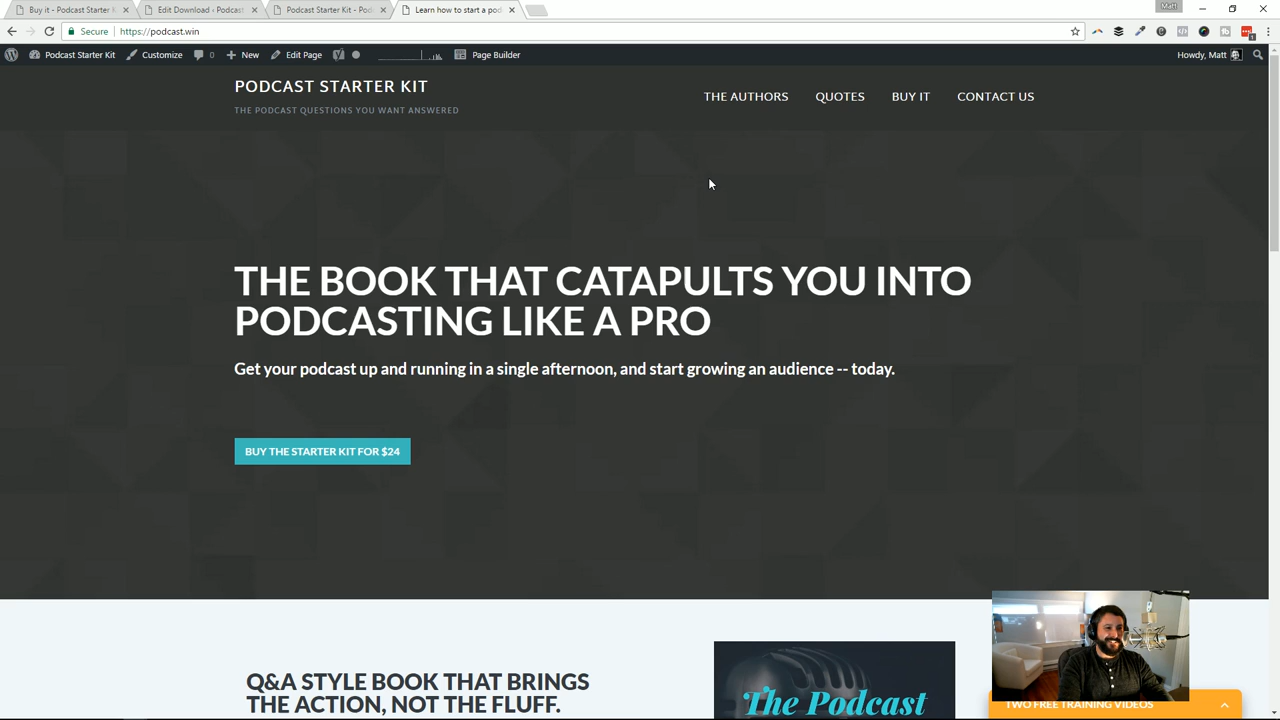 Matt
Buy it - Podcast Starter K
Edit Download ‹ Podcast
Podcast Starter Kit - Pod
Learn how to start a pod
Secure
https://podcast.win
Podcast Starter Kit
Customize
0
New
Edit Page
Page Builder
Howdy, Matt
PODCAST STARTER KIT
THE PODCAST QUESTIONS YOU WANT ANSWERED
THE AUTHORS
QUOTES
BUY IT
CONTACT US
THE BOOK THAT CATAPULTS YOU INTO
PODCASTING LIKE A PRO
Get your podcast up and running in a single afternoon, and start growing an audience -- today.
BUY THE STARTER KIT FOR $24
Q&A STYLE BOOK THAT BRINGS
THE ACTION, NOT THE FLUFF.
The Podcast
TWO FREE TRAINING VIDEOS